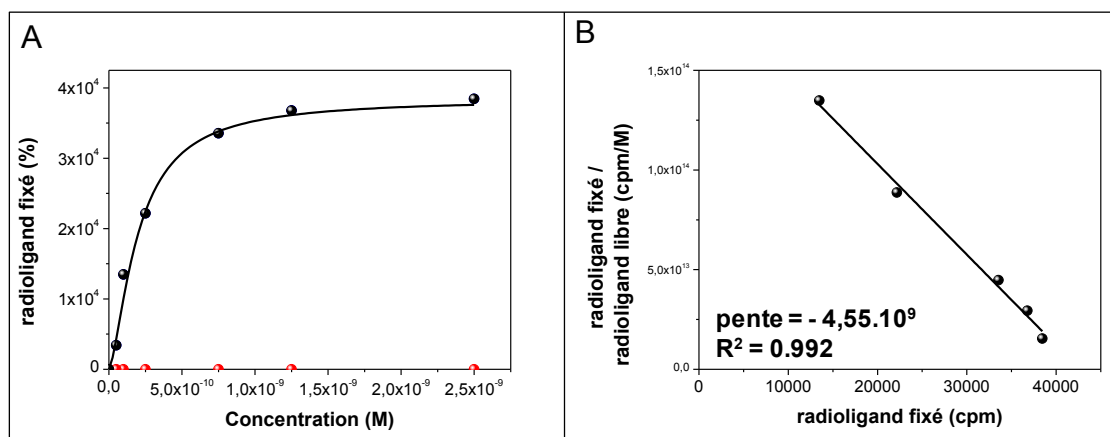 A
4x10⁴
3x10⁴
2x10⁴
1x10⁴
0
radioligand fixé (%)
0,0
5,0x10⁻¹⁰
1,0x10⁻⁹
1,5x10⁻⁹
2,0x10⁻⁹
2,5x10⁻⁹
Concentration (M)
B
1,5x10¹⁴
1,0x10¹⁴
5,0x10¹³
0,0
radioligand fixé /
radioligand libre (cpm/M)
pente = - 4,55.10⁹
R² = 0.992
0
10000
20000
30000
40000
radioligand fixé (cpm)